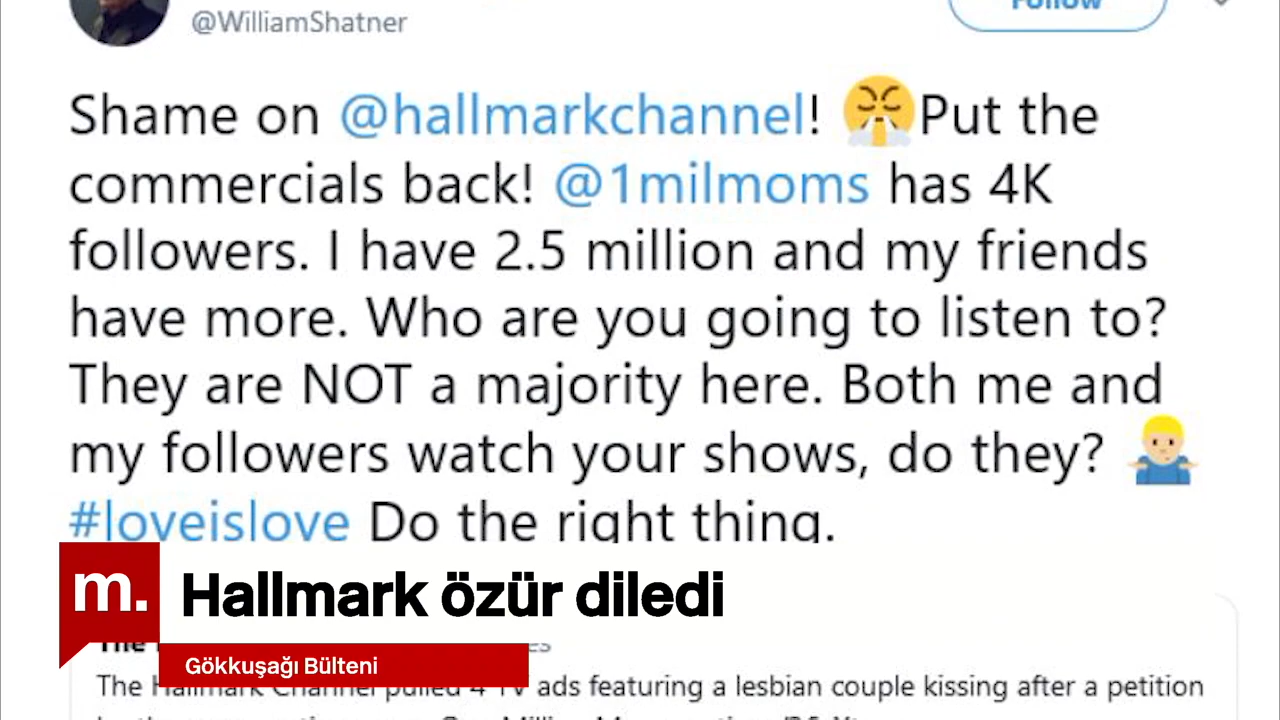 @WilliamShatner
Follow
Shame on @hallmarkchannel! Put the
commercials back! @1milmoms has 4K
followers. I have 2.5 million and my friends
have more. Who are you going to listen to?
They are NOT a majority here. Both me and
my followers watch your shows, do they?
#loveislove Do the right thing.
m. Hallmark özür diledi
Gökkuşağı Bülteni
The Hallmark Channel pulled 4 TV ads featuring a lesbian couple kissing after a petition